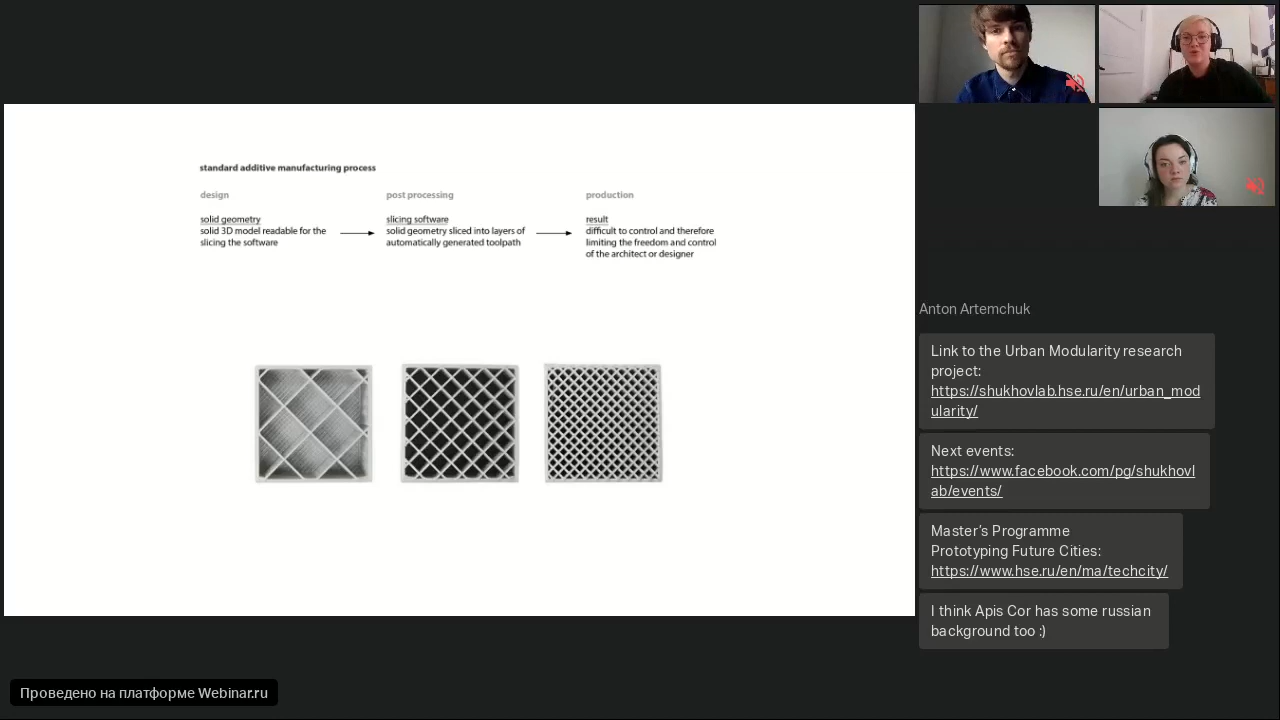 standard additive manufacturing process
design
post processing
production
solid geometry
solid 3D model readable for the
slicing the software
slicing software
solid geometry sliced into layers of
automatically generated toolpath
result
difficult to control and therefore
limiting the freedom and control
of the architect or designer
Anton Artemchuk
Link to the Urban Modularity research
project:
https://shukhovlab.hse.ru/en/urban_mod
ularity/
Next events:
https://www.facebook.com/pg/shukhovl
ab/events/
Master's Programme
Prototyping Future Cities:
https://www.hse.ru/en/ma/techcity/
I think Apis Cor has some russian
background too :)
Проведено на платформе Webinar.ru